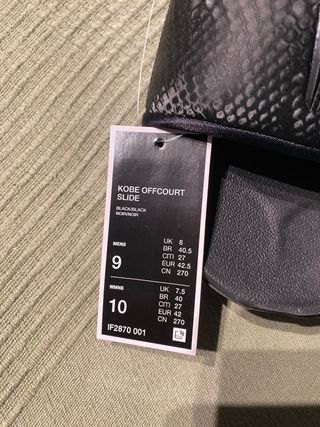 KOBE OFFCOURT
SLIDE
BLACK/BLACK
NOIR/NOIR
MENS
9
UK 8
BR 40.5
CM 27
EUR 42.5
CN 270
WMNS
10
UK 7.5
BR 40
CM 27
EUR 42
CN 270
IF2870 001